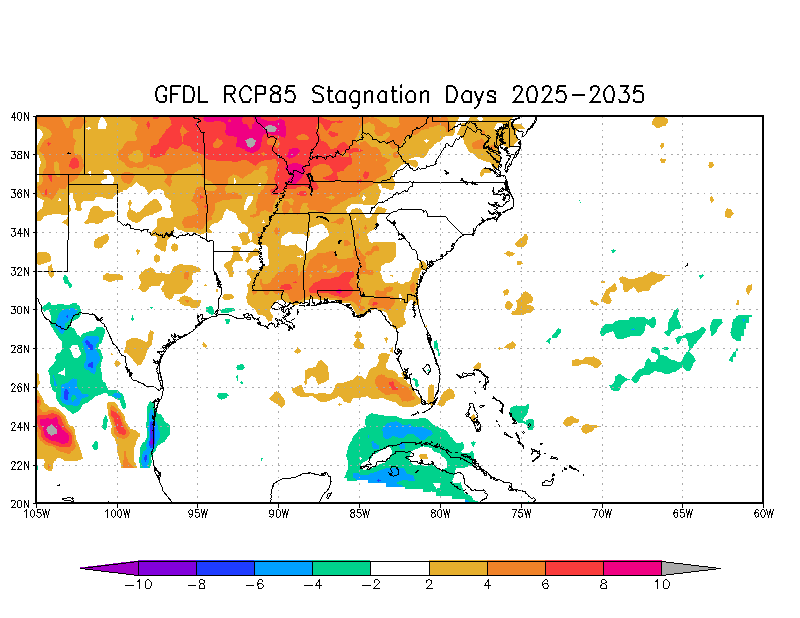 GFDL RCP85 Stagnation Days 2025-2035
40N
38N
36N
34N
32N
30N
28N
26N
24N
22N
20N
105W 100W 95W 90W 85W 80W 75W 70W 65W 60W
-10 -8 -6 -4 -2 2 4 6 8 10